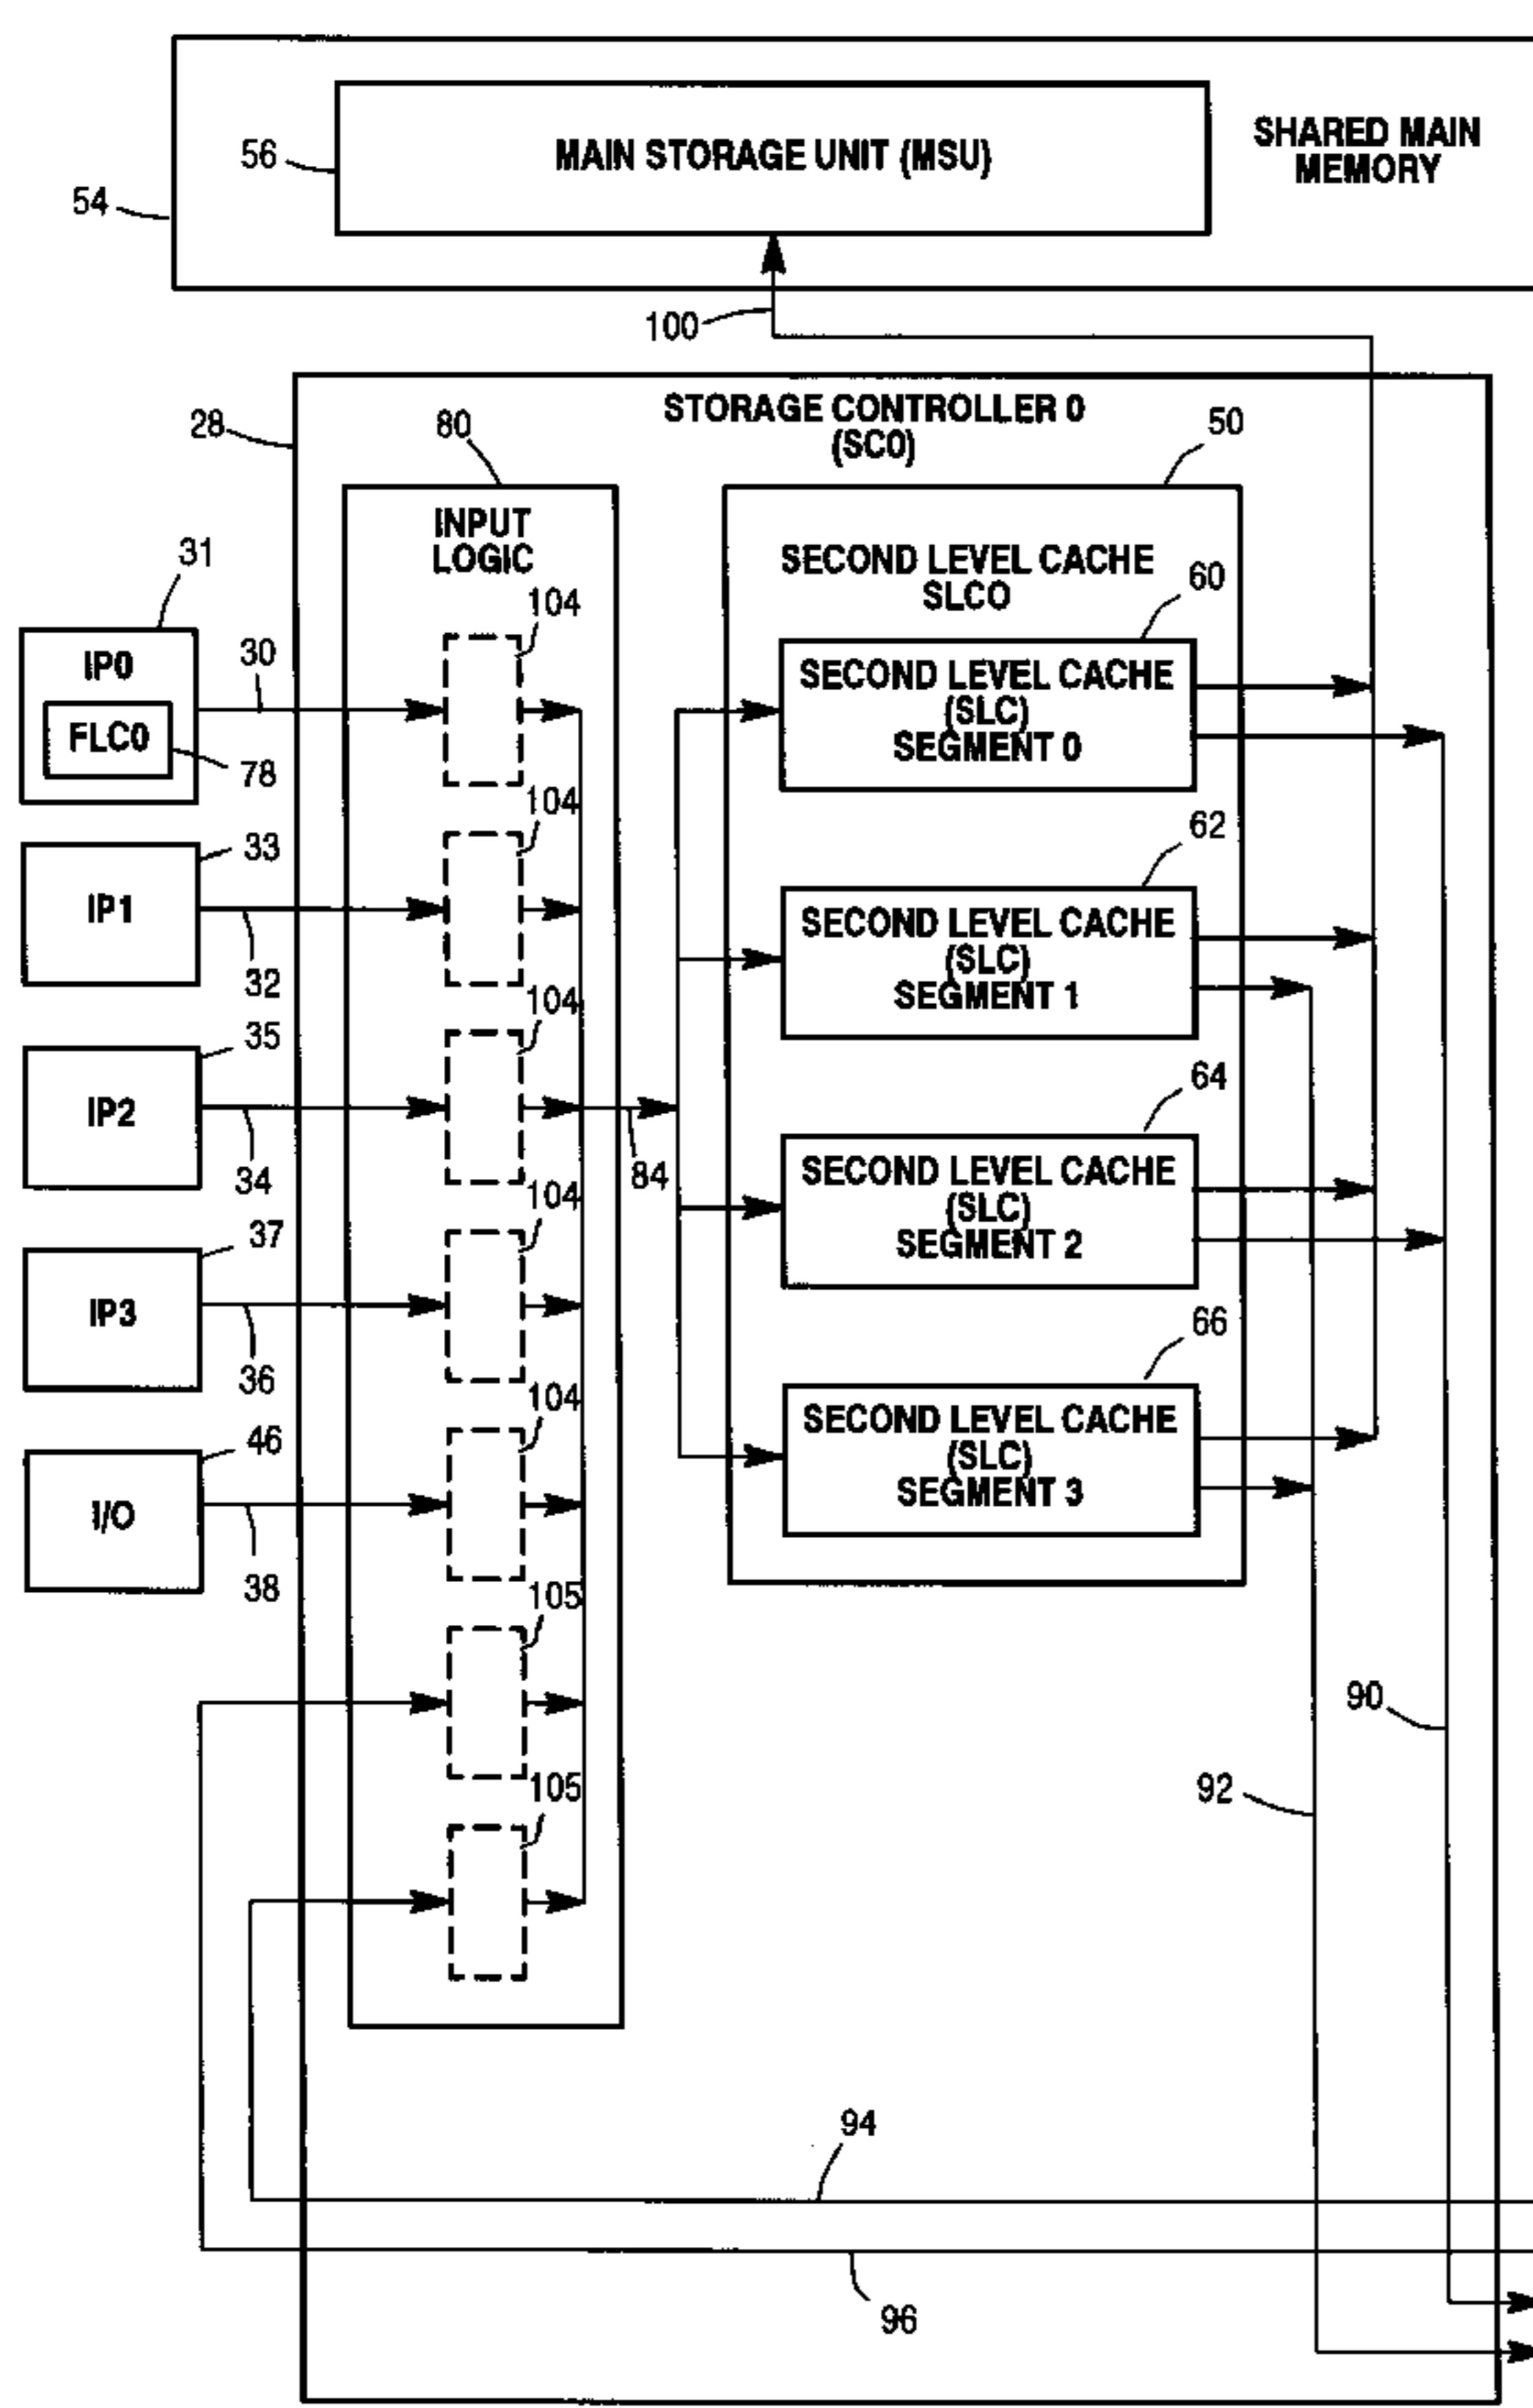 MAIN STORAGE UNIT (MSU)
SHARED MAIN
MEMORY
56
54
100
STORAGE CONTROLLER 0
(SC0)
28
80
50
INPUT
LOGIC
SECOND LEVEL CACHE
SLCO
31
104
60
IP0
FLC0
30
78
SECOND LEVEL CACHE
(SLC)
SEGMENT 0
104
33
62
IP1
32
SECOND LEVEL CACHE
(SLC)
SEGMENT 1
104
35
64
IP2
34
84
SECOND LEVEL CACHE
(SLC)
SEGMENT 2
104
37
66
IP3
36
104
SECOND LEVEL CACHE
(SLC)
SEGMENT 3
46
I/O
38
105
90
105
92
94
96